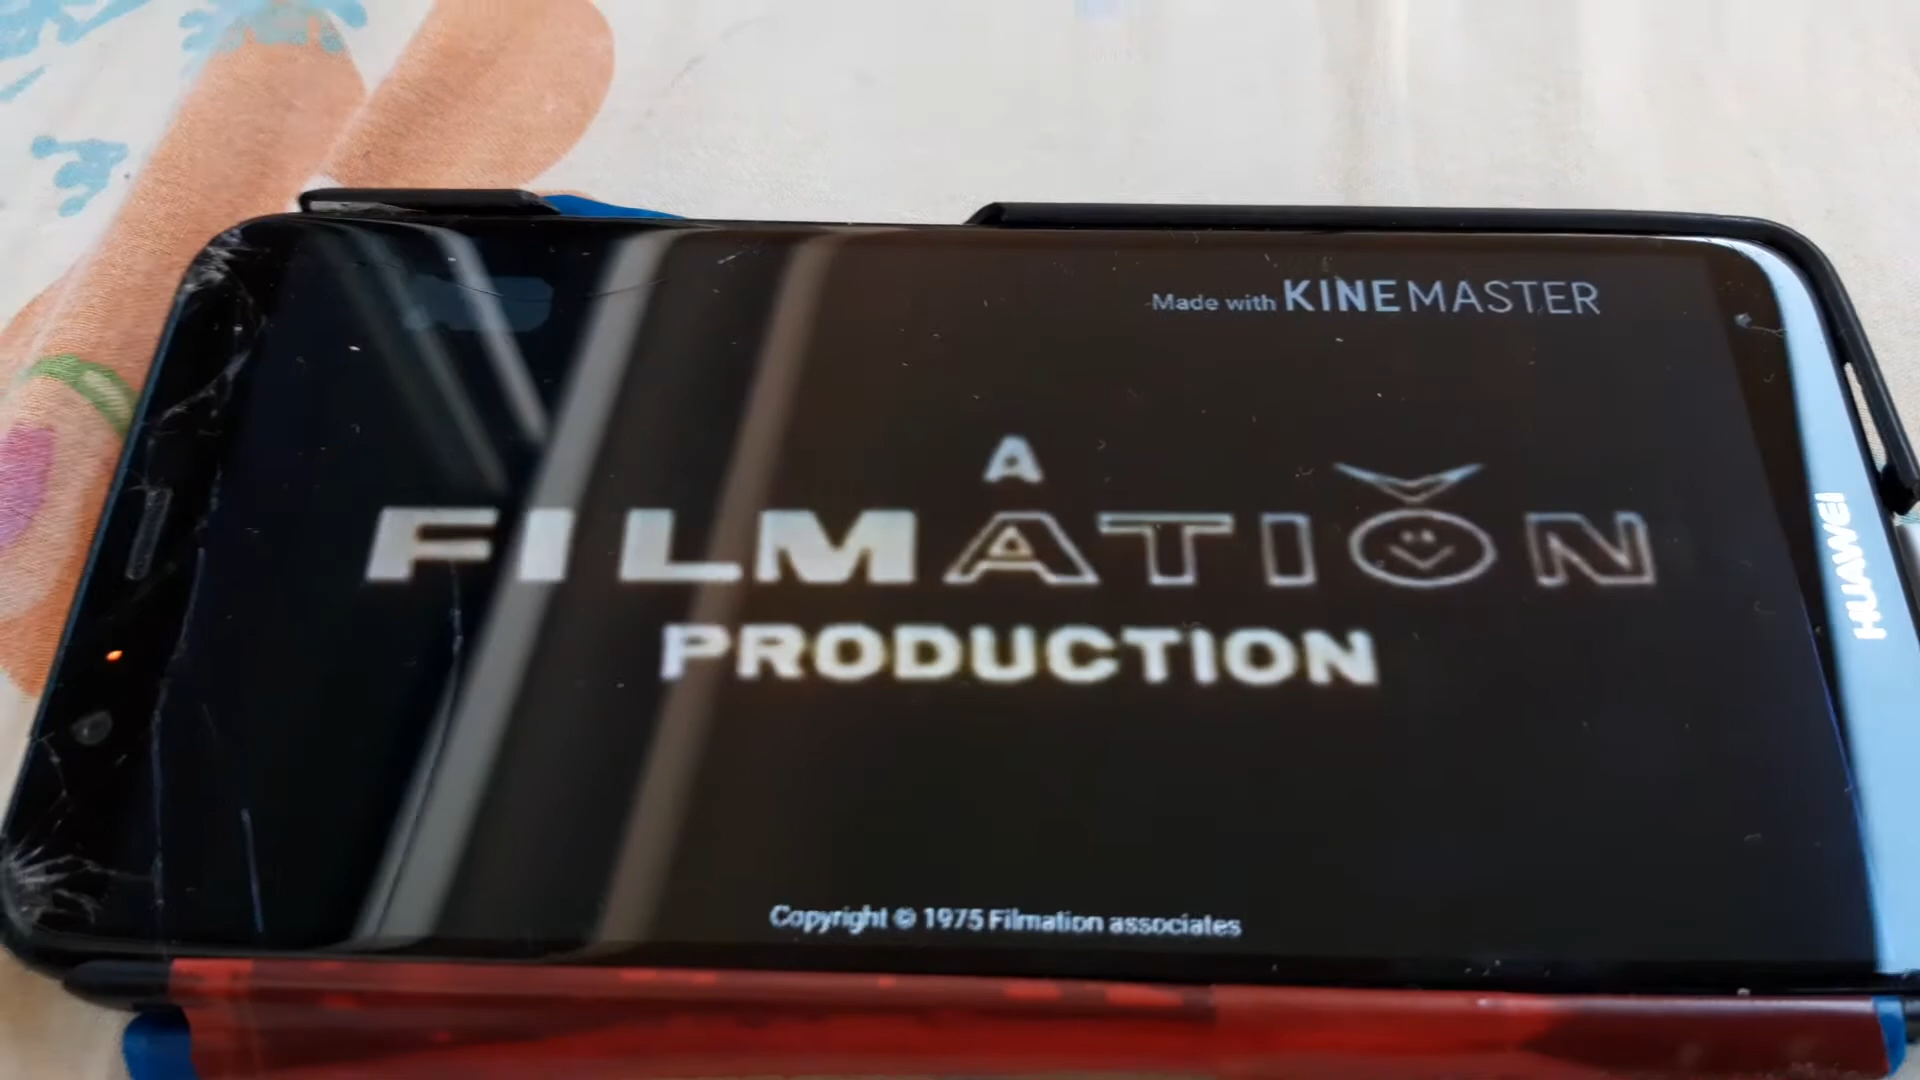 Made with KINEMASTER
A
FILMATION
PRODUCTION
Copyright © 1975 Filmation associates
HUAWEI